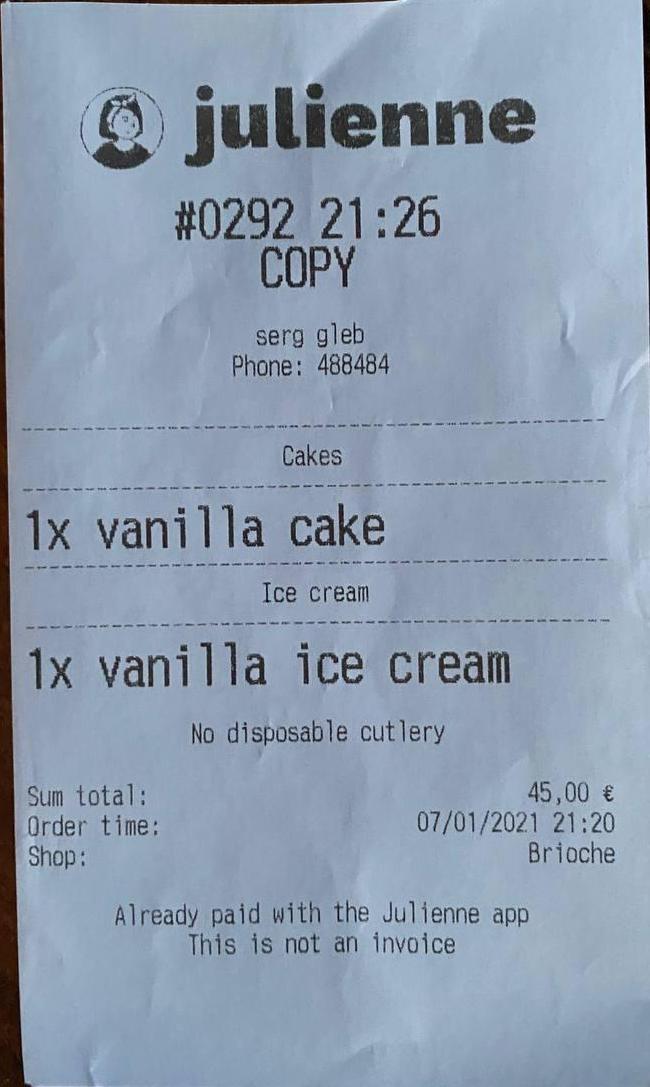 julienne
#0292 21:26
COPY
serg gleb
Phone: 488484
Cakes
1x vanilla cake
Ice cream
1x vanilla ice cream
No disposable cutlery
Sum total: 45,00 €
Order time: 07/01/2021 21:20
Shop: Brioche
Already paid with the Julienne app
This is not an invoice